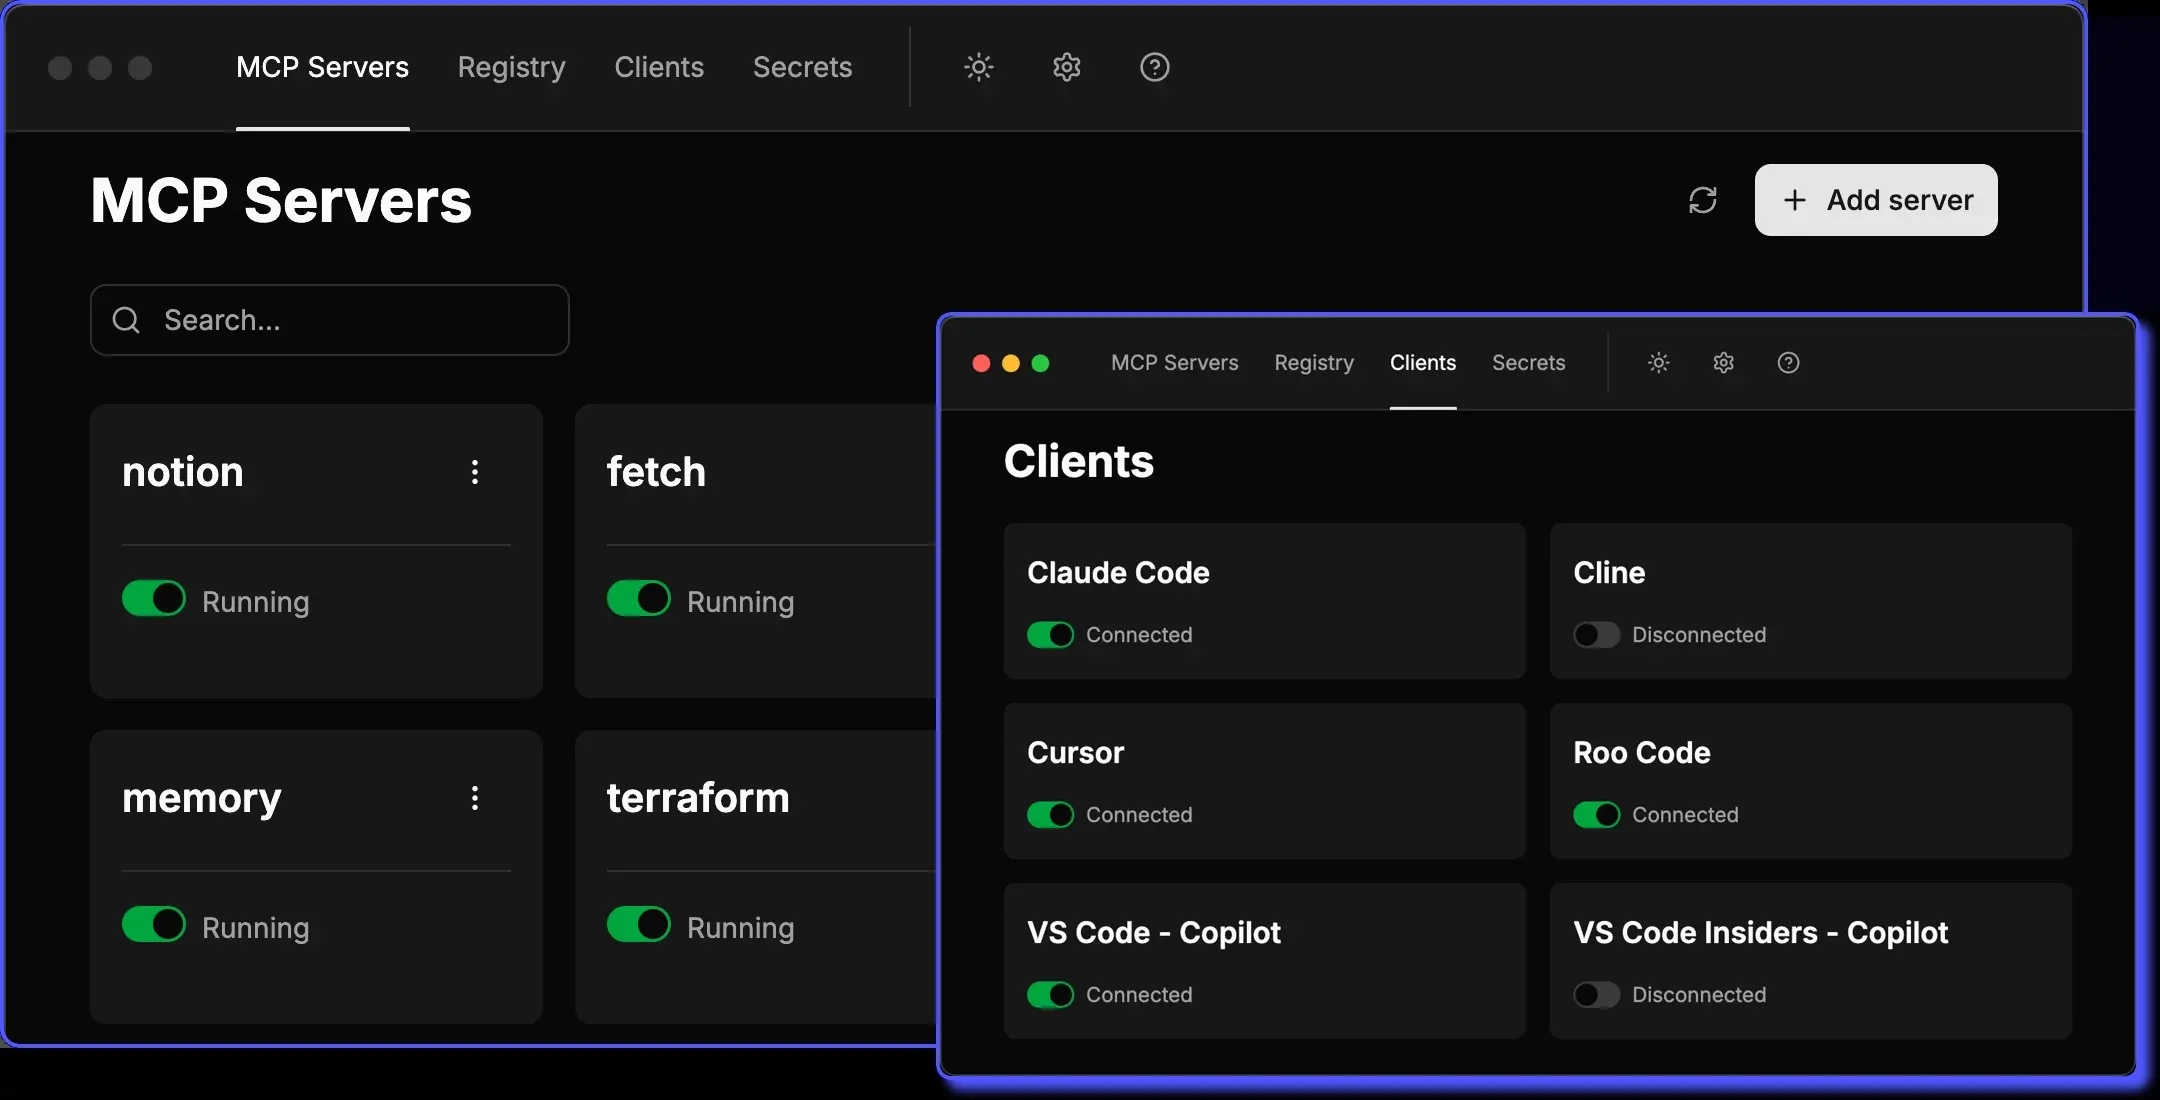 MCP Servers Registry Clients Secrets
MCP Servers
+ Add server
Search...
notion
Running
fetch
Running
memory
Running
terraform
Running
MCP Servers Registry Clients Secrets
Clients
Claude Code
Connected
Cline
Disconnected
Cursor
Connected
Roo Code
Connected
VS Code - Copilot
Connected
VS Code Insiders - Copilot
Disconnected